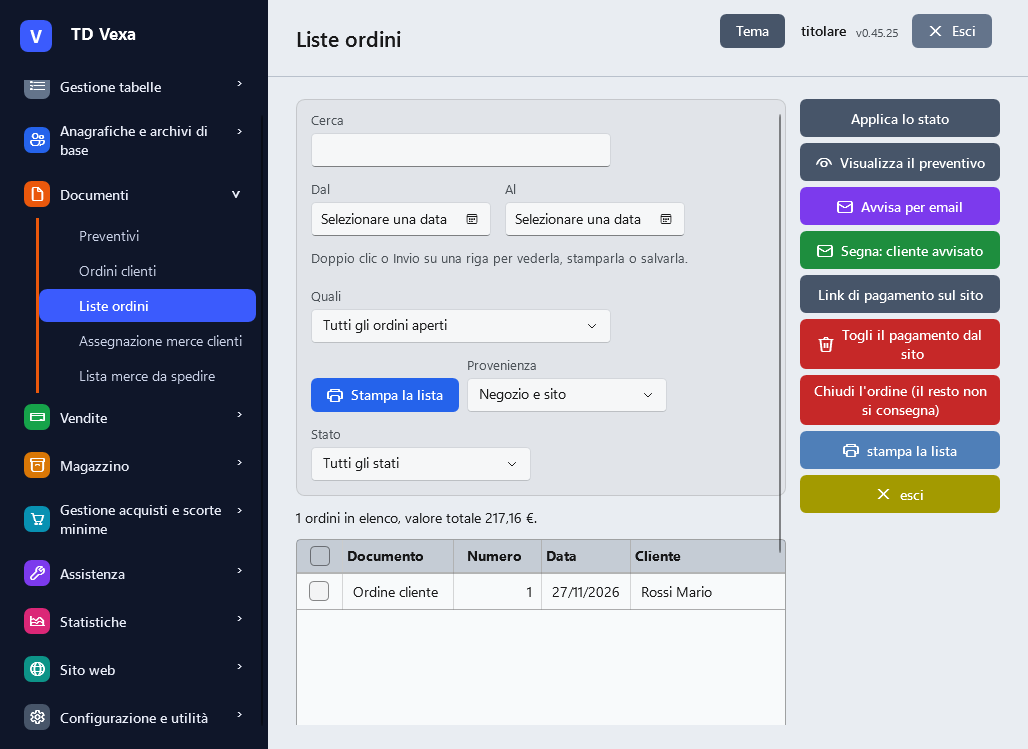 V
TD Vexa
Gestione tabelle
Anagrafiche e archivi di
base
Documenti
Preventivi
Ordini clienti
Liste ordini
Assegnazione merce clienti
Lista merce da spedire
Vendite
Magazzino
Gestione acquisti e scorte
minime
Assistenza
Statistiche
Sito web
Configurazione e utilità
Liste ordini
Tema
titolare
v0.45.25
Esci
Cerca
Dal
Al
Selezionare una data
Selezionare una data
Doppio clic o Invio su una riga per vederla, stamparla o salvarla.
Quali
Tutti gli ordini aperti
Provenienza
Stampa la lista
Negozio e sito
Stato
Tutti gli stati
1 ordini in elenco, valore totale 217,16 €.
Documento Numero Data Cliente
Ordine cliente 1 27/11/2026 Rossi Mario
Applica lo stato
Visualizza il preventivo
Avvisa per email
Segna: cliente avvisato
Link di pagamento sul sito
Togli il pagamento dal
sito
Chiudi l'ordine (il resto non
si consegna)
stampa la lista
esci